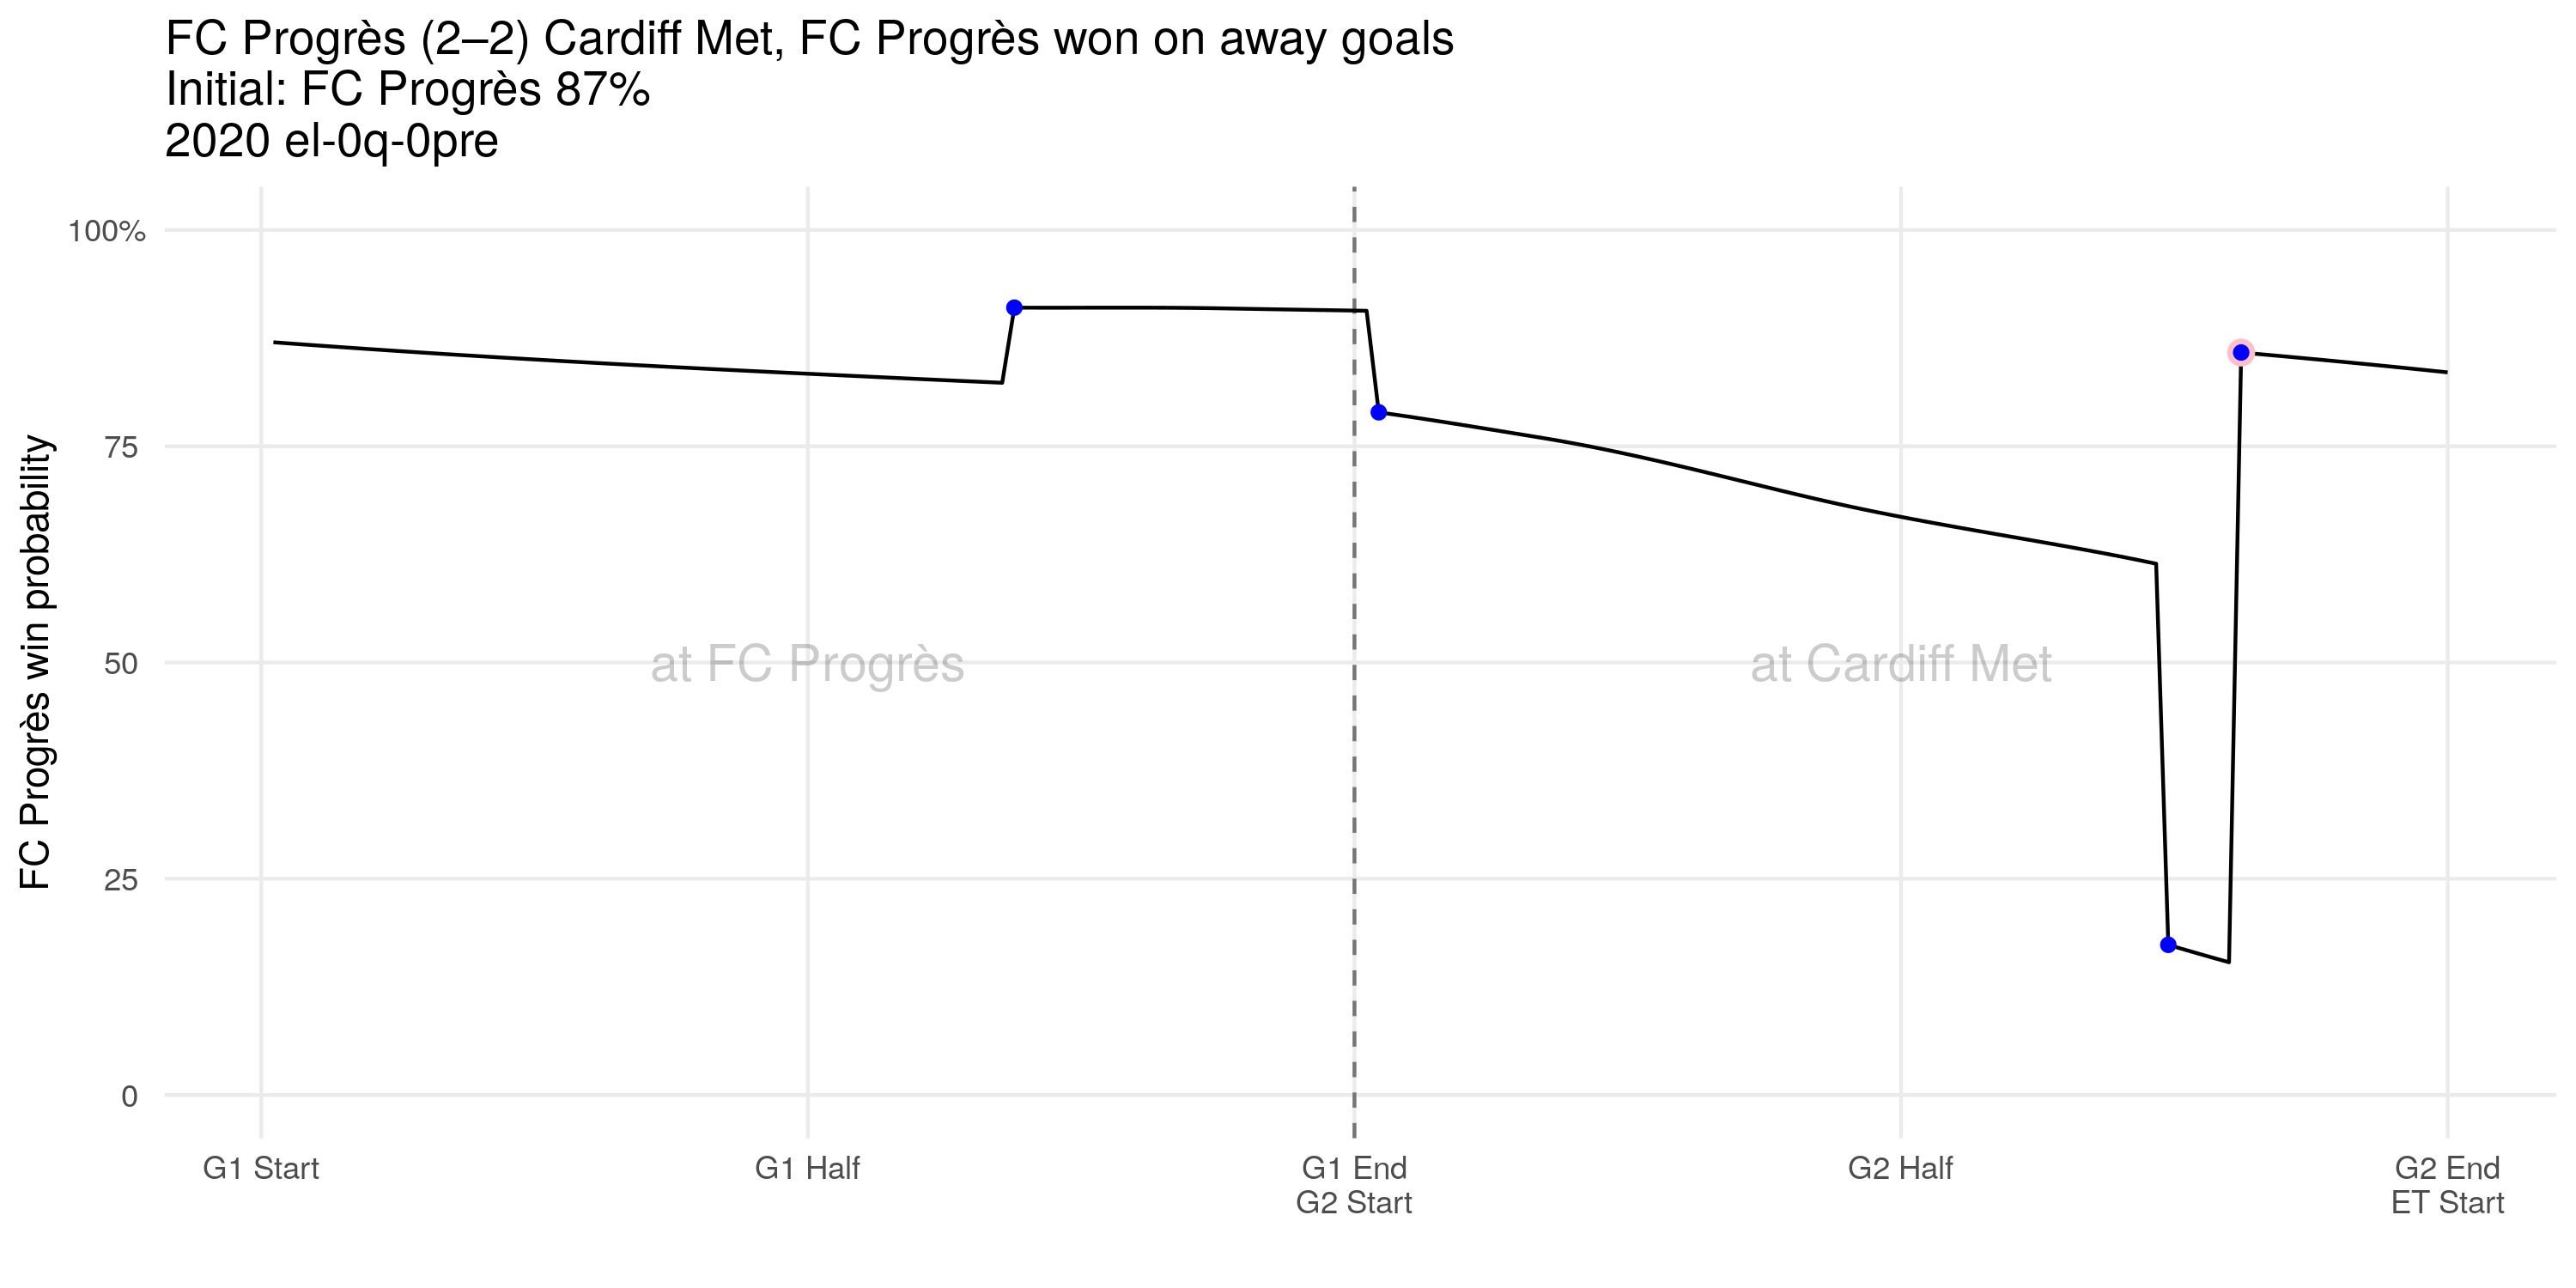 FC Progrès (2–2) Cardiff Met, FC Progrès won on away goals
Initial: FC Progrès 87%
2020 el-0q-0pre
FC Progrès win probability
100%
75
50
25
0
at FC Progrès
at Cardiff Met
G1 Start
G1 Half
G1 End
G2 Start
G2 Half
G2 End
ET Start